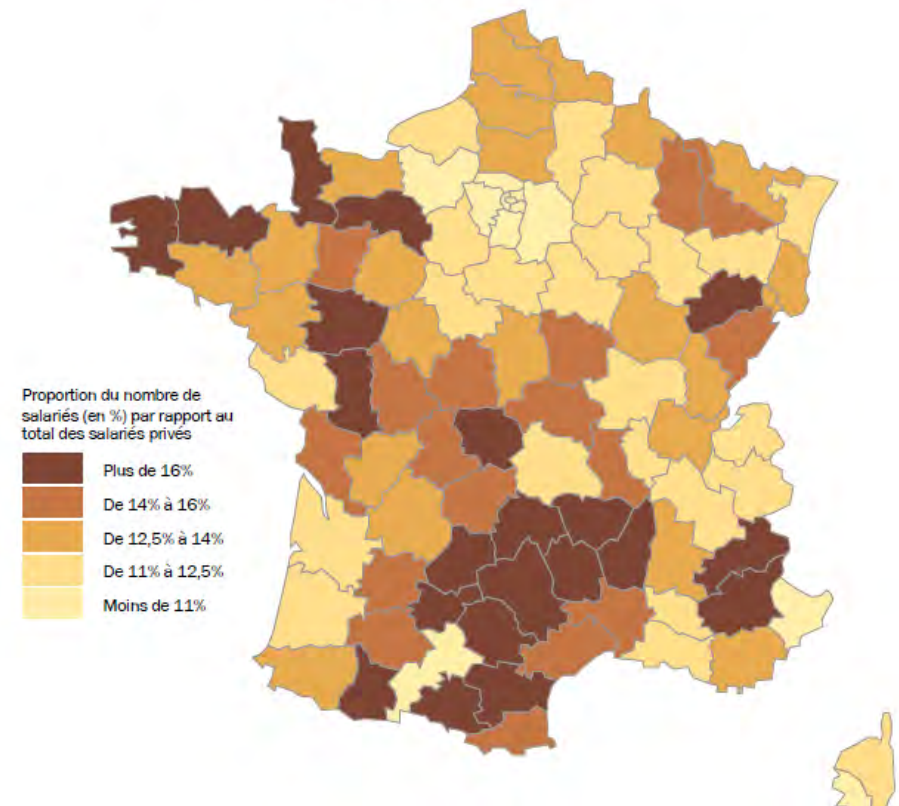 Proportion du nombre de
salariés (en %) par rapport au
total des salariés privés
Plus de 16%
De 14% à 16%
De 12,5% à 14%
De 11% à 12,5%
Moins de 11%